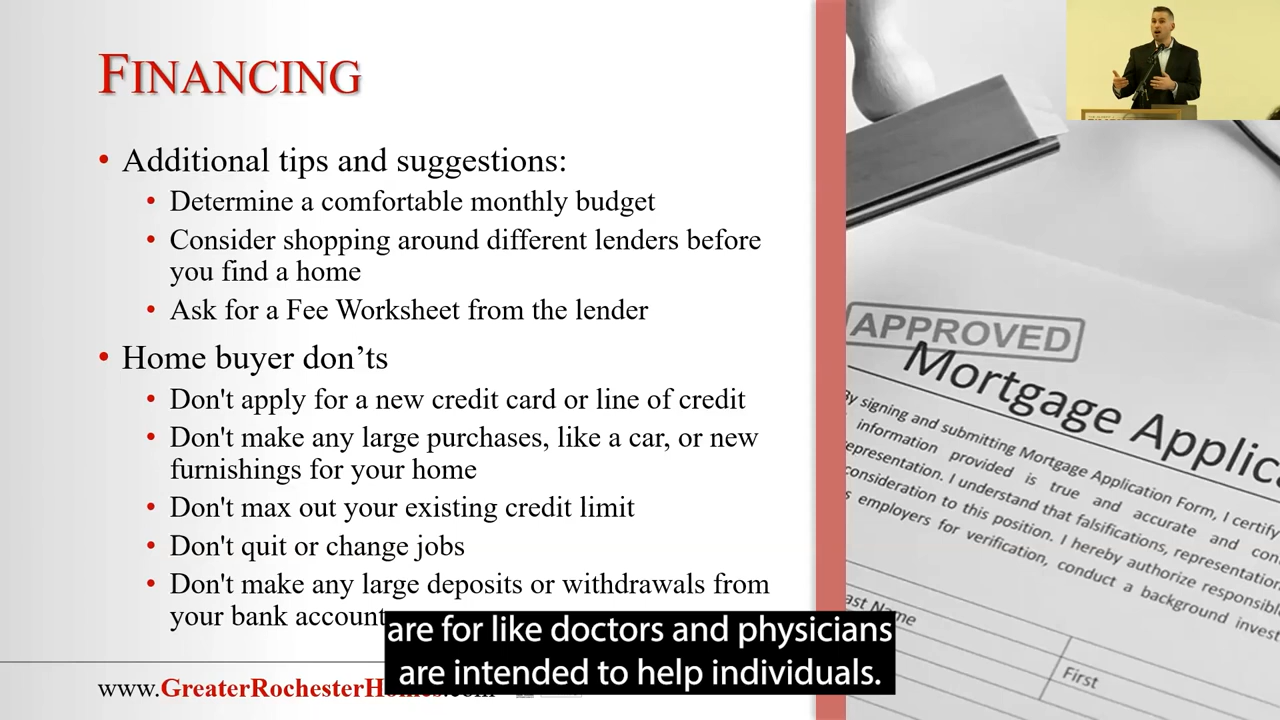 FINANCING
• Additional tips and suggestions:
• Determine a comfortable monthly budget
• Consider shopping around different lenders before
you find a home
• Ask for a Fee Worksheet from the lender
• Home buyer don’ts
• Don't apply for a new credit card or line of credit
• Don't make any large purchases, like a car, or new
furnishings for your home
• Don't max out your existing credit limit
• Don't quit or change jobs
• Don't make any large deposits or withdrawals from
your bank account
are for like doctors and physicians
are intended to help individuals.
www.GreaterRochesterHomes.com
APPROVED
Mortgage Applic
By signing and submitting Mortgage Application Form, I certify
information provided is true and accurate and con
epresentation. I understand that falsifications, representation
consideration to this position. I hereby authorize responsibl
s employers for verification, conduct a background invest
ast Name
First